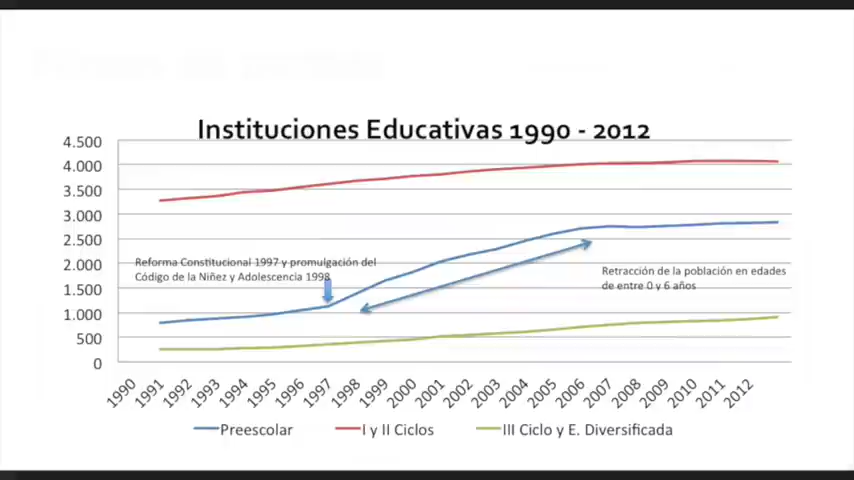 Instituciones Educativas 1990 - 2012
4.500
4.000
3.500
3.000
2.500
2.000
1.500
1.000
500
0
Reforma Constitucional 1997 y promulgación del
Código de la Niñez y Adolescencia 1998
Retracción de la población en edades
de entre 0 y 6 años
1990 1991 1992 1993 1994 1995 1996 1997 1998 1999 2000 2001 2002 2003 2004 2005 2006 2007 2008 2009 2010 2011 2012
Preescolar I y II Ciclos III Ciclo y E. Diversificada